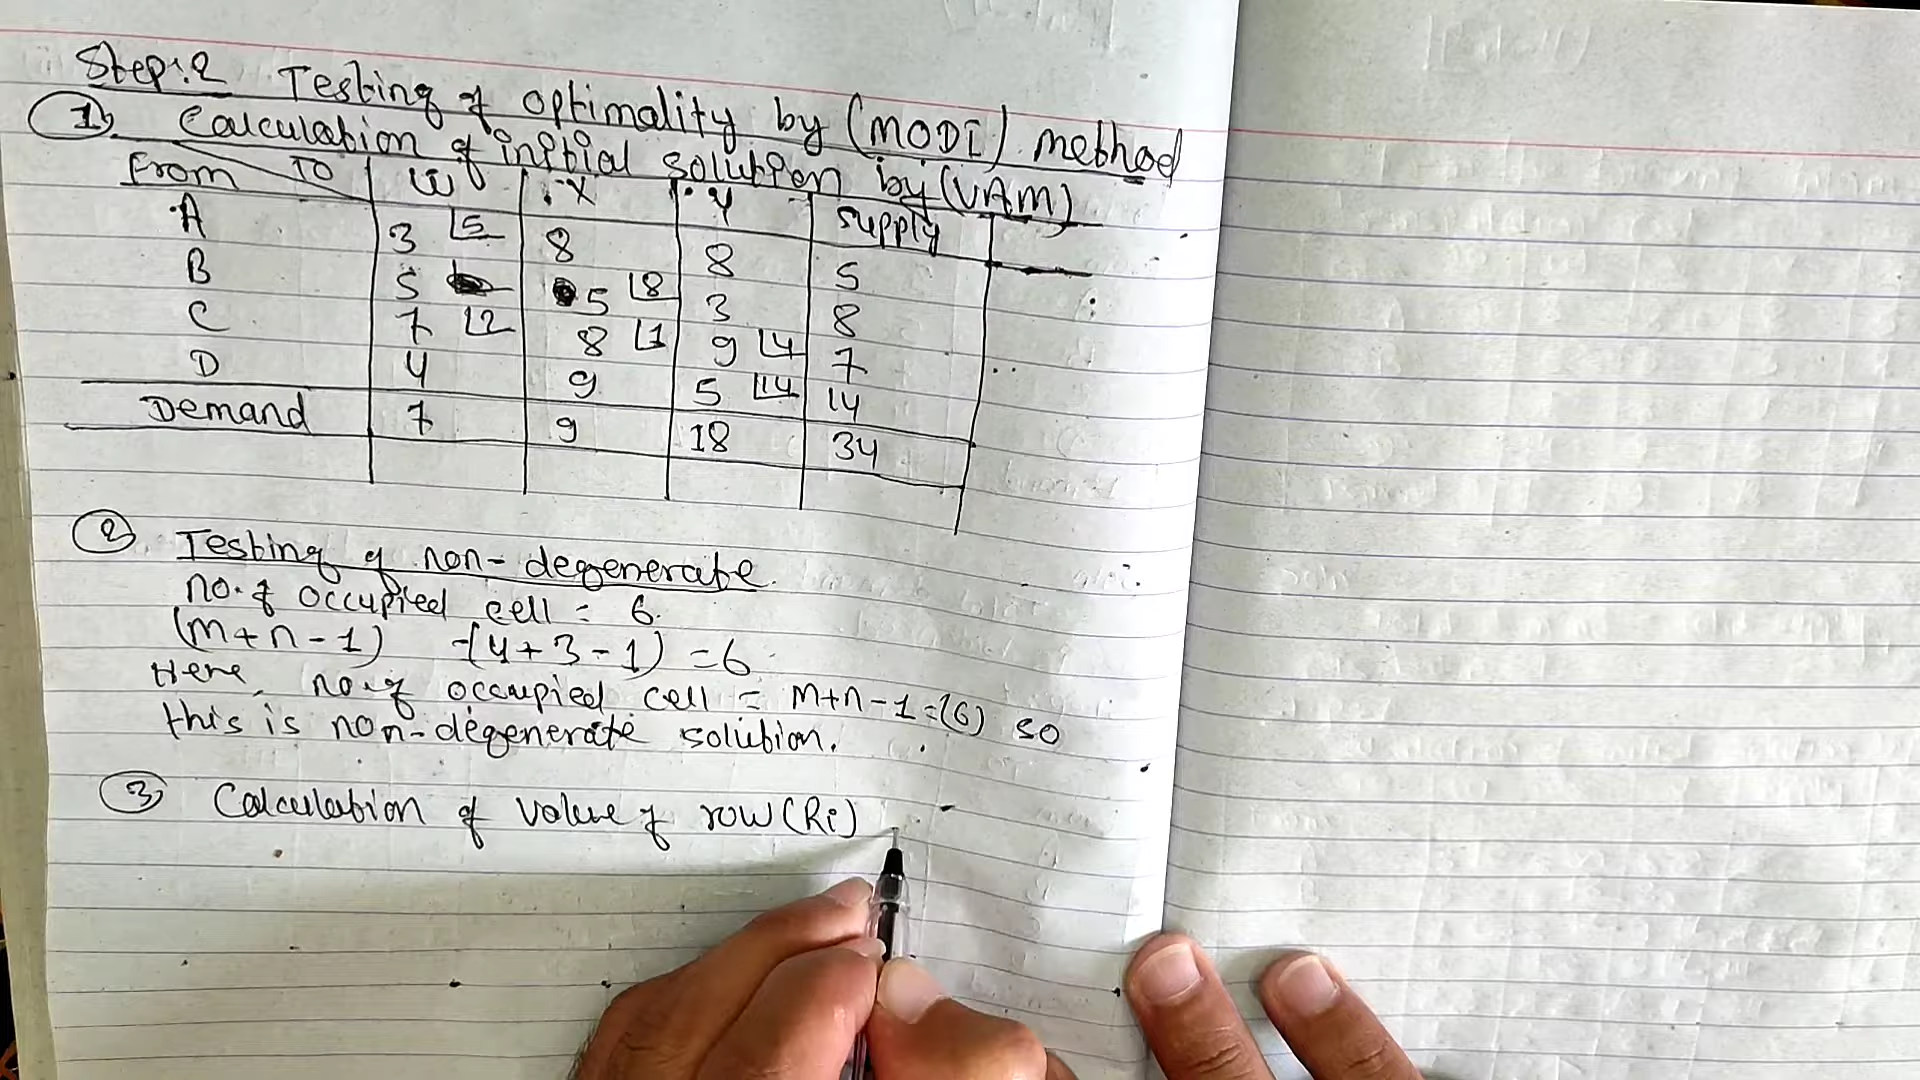 Step:2 Testing of optimality by (MODI) method
1). Calculation of initial solution by (VAM)
From TO W X Y supply
A 3 5 8 8 5
B 5 5 8 3 8
C 7 2 8 1 9 4 7
D 4 9 5 14 14
Demand 7 9 18 34
2 Testing of non-degenerate.
no. of occupied cell = 6.
(m+n-1) -(4+3-1) =6
Here, no. of occupied cell = m+n-1=(6) so
this is non-degenerate solution.
3 Calculation of value of row (Ri)